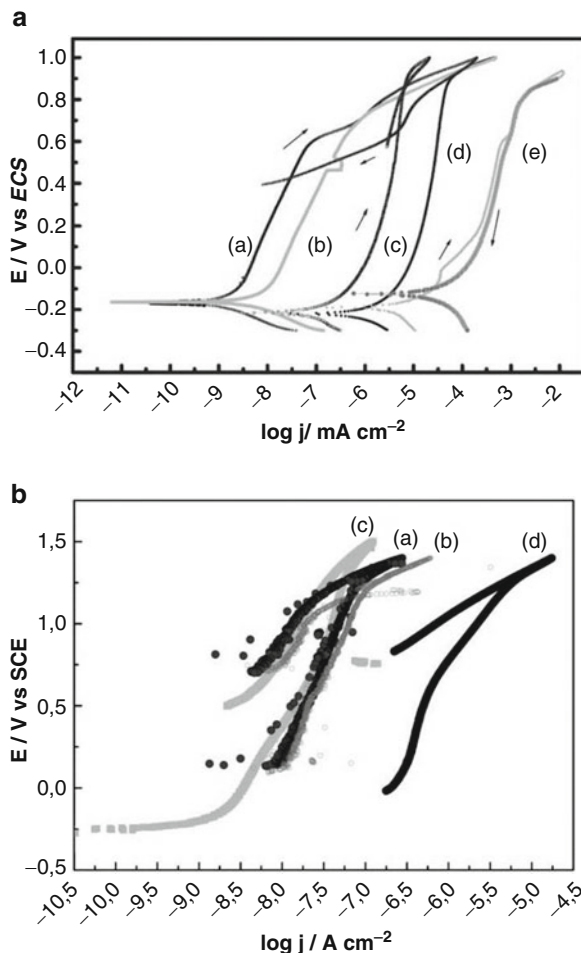 a
1.0
0.8
0.6
0.4
0.2
0.0
−0.2
−0.4
E / V vs ECS
(a)
(b)
(c)
(d)
(e)
−12
−11
−10
−9
−8
−7
−6
−5
−4
−3
−2
log j/ mA cm−2
b
1,5
1,0
0,5
0,0
−0,5
E / V vs SCE
(c)
(a)
(b)
(d)
−10,5
−10,0
−9,5
−9,0
−8,5
−8,0
−7,5
−7,0
−6,5
−6,0
−5,5
−5,0
−4,5
log j / A cm−2